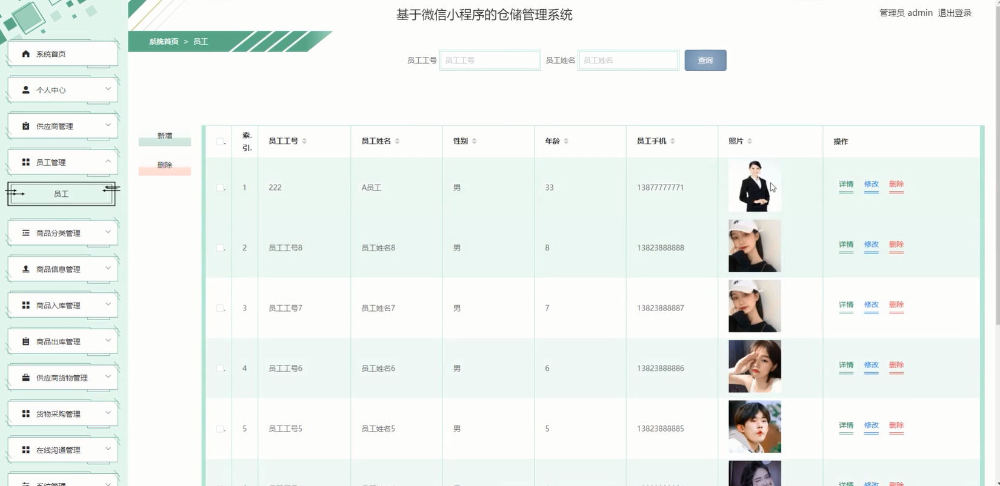 基于微信小程序的仓储管理系统
管理员 admin 退出登录
系统首页 > 员工
员工工号 员工工号 员工姓名 员工姓名 查询
系统首页
个人中心
供应商管理
员工管理
员工
商品分类管理
商品信息管理
商品入库管理
商品出库管理
供应商货物管理
货物采购管理
在线沟通管理
系统管理
新增
删除
索引. 员工工号 员工姓名 性别 年龄 员工手机 照片 操作
1 222 A员工 男 33 13877777771 详情 修改 删除
2 员工工号8 员工姓名8 男 8 13823888888 详情 修改 删除
3 员工工号7 员工姓名7 男 7 13823888887 详情 修改 删除
4 员工工号6 员工姓名6 男 6 13823888886 详情 修改 删除
5 员工工号5 员工姓名5 男 5 13823888885 详情 修改 删除
详情 修改 删除